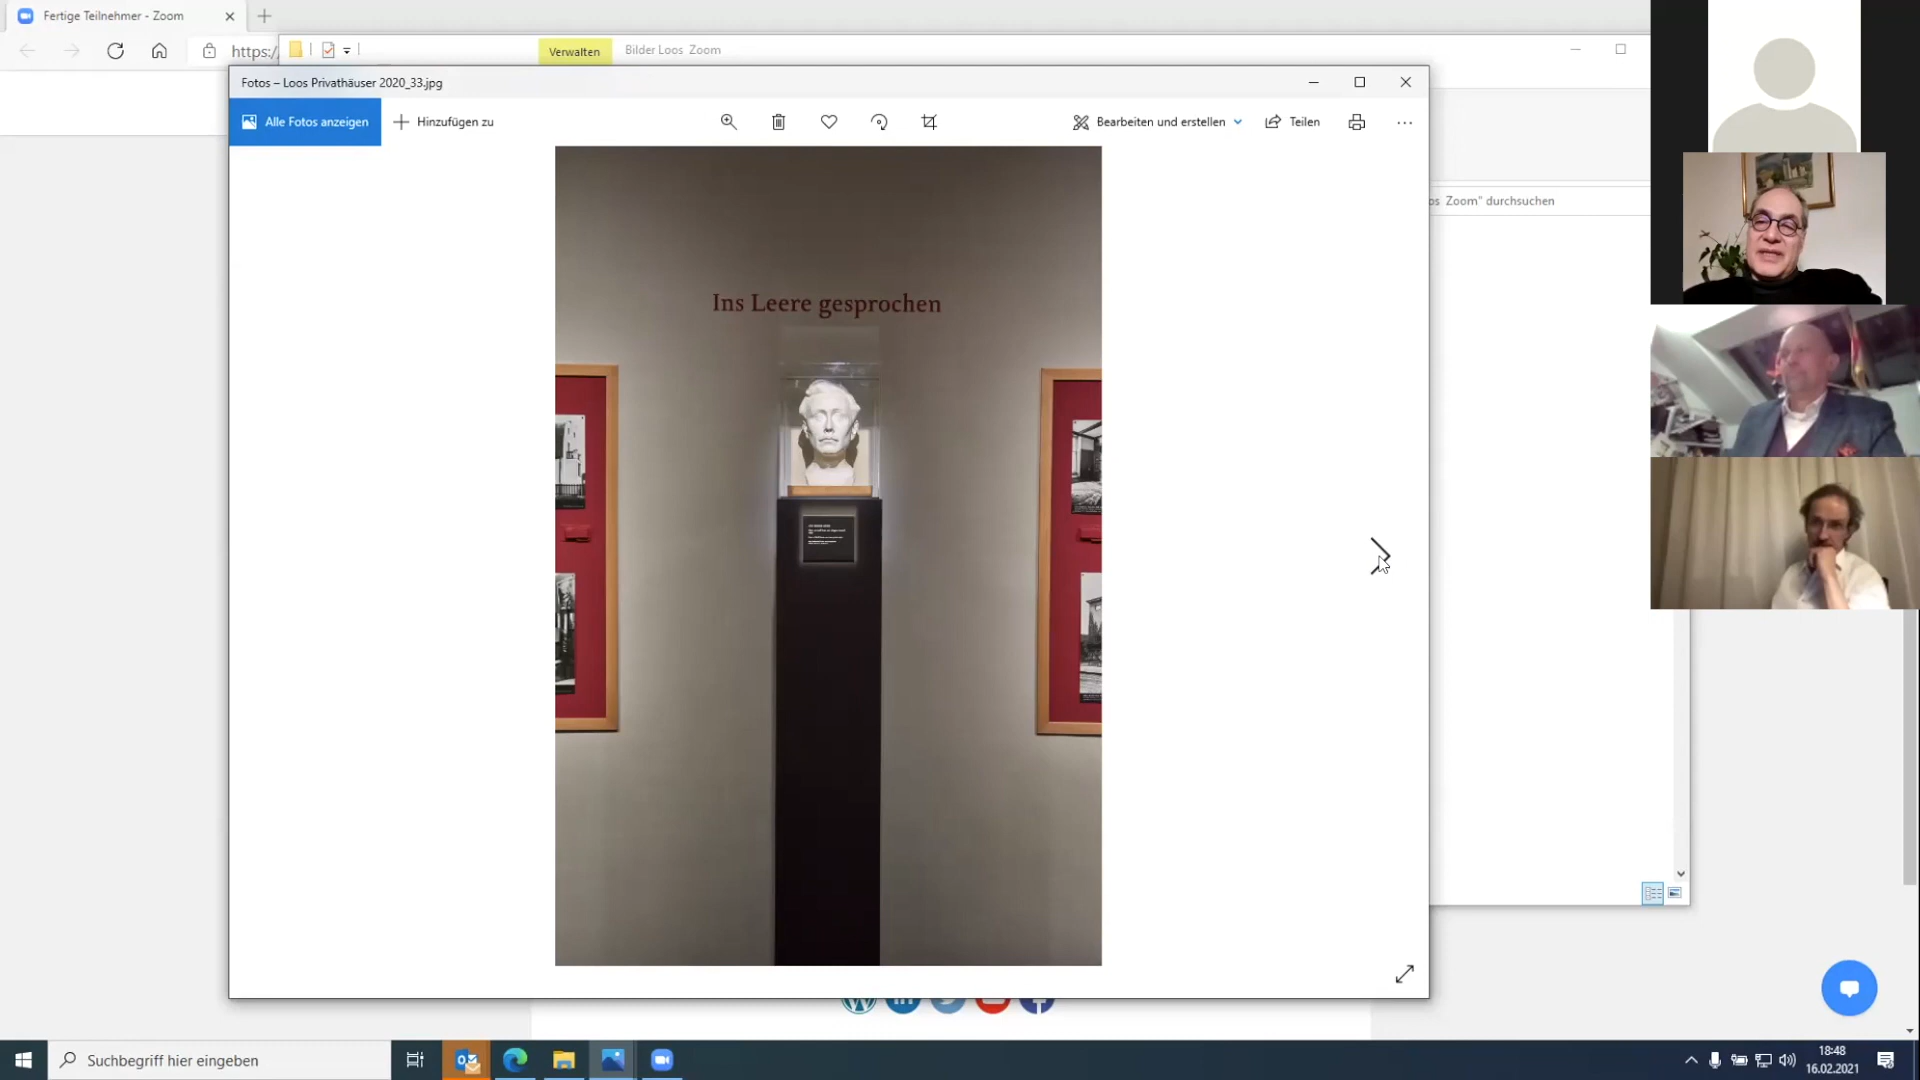 Fertige Teilnehmer - Zoom
https:/
Verwalten
Bilder Loos Zoom
Fotos – Loos Privathäuser 2020_33.jpg
Alle Fotos anzeigen
Hinzufügen zu
Bearbeiten und erstellen
Teilen
os Zoom" durchsuchen
Ins Leere gesprochen
Suchbegriff hier eingeben
18:48
16.02.2021